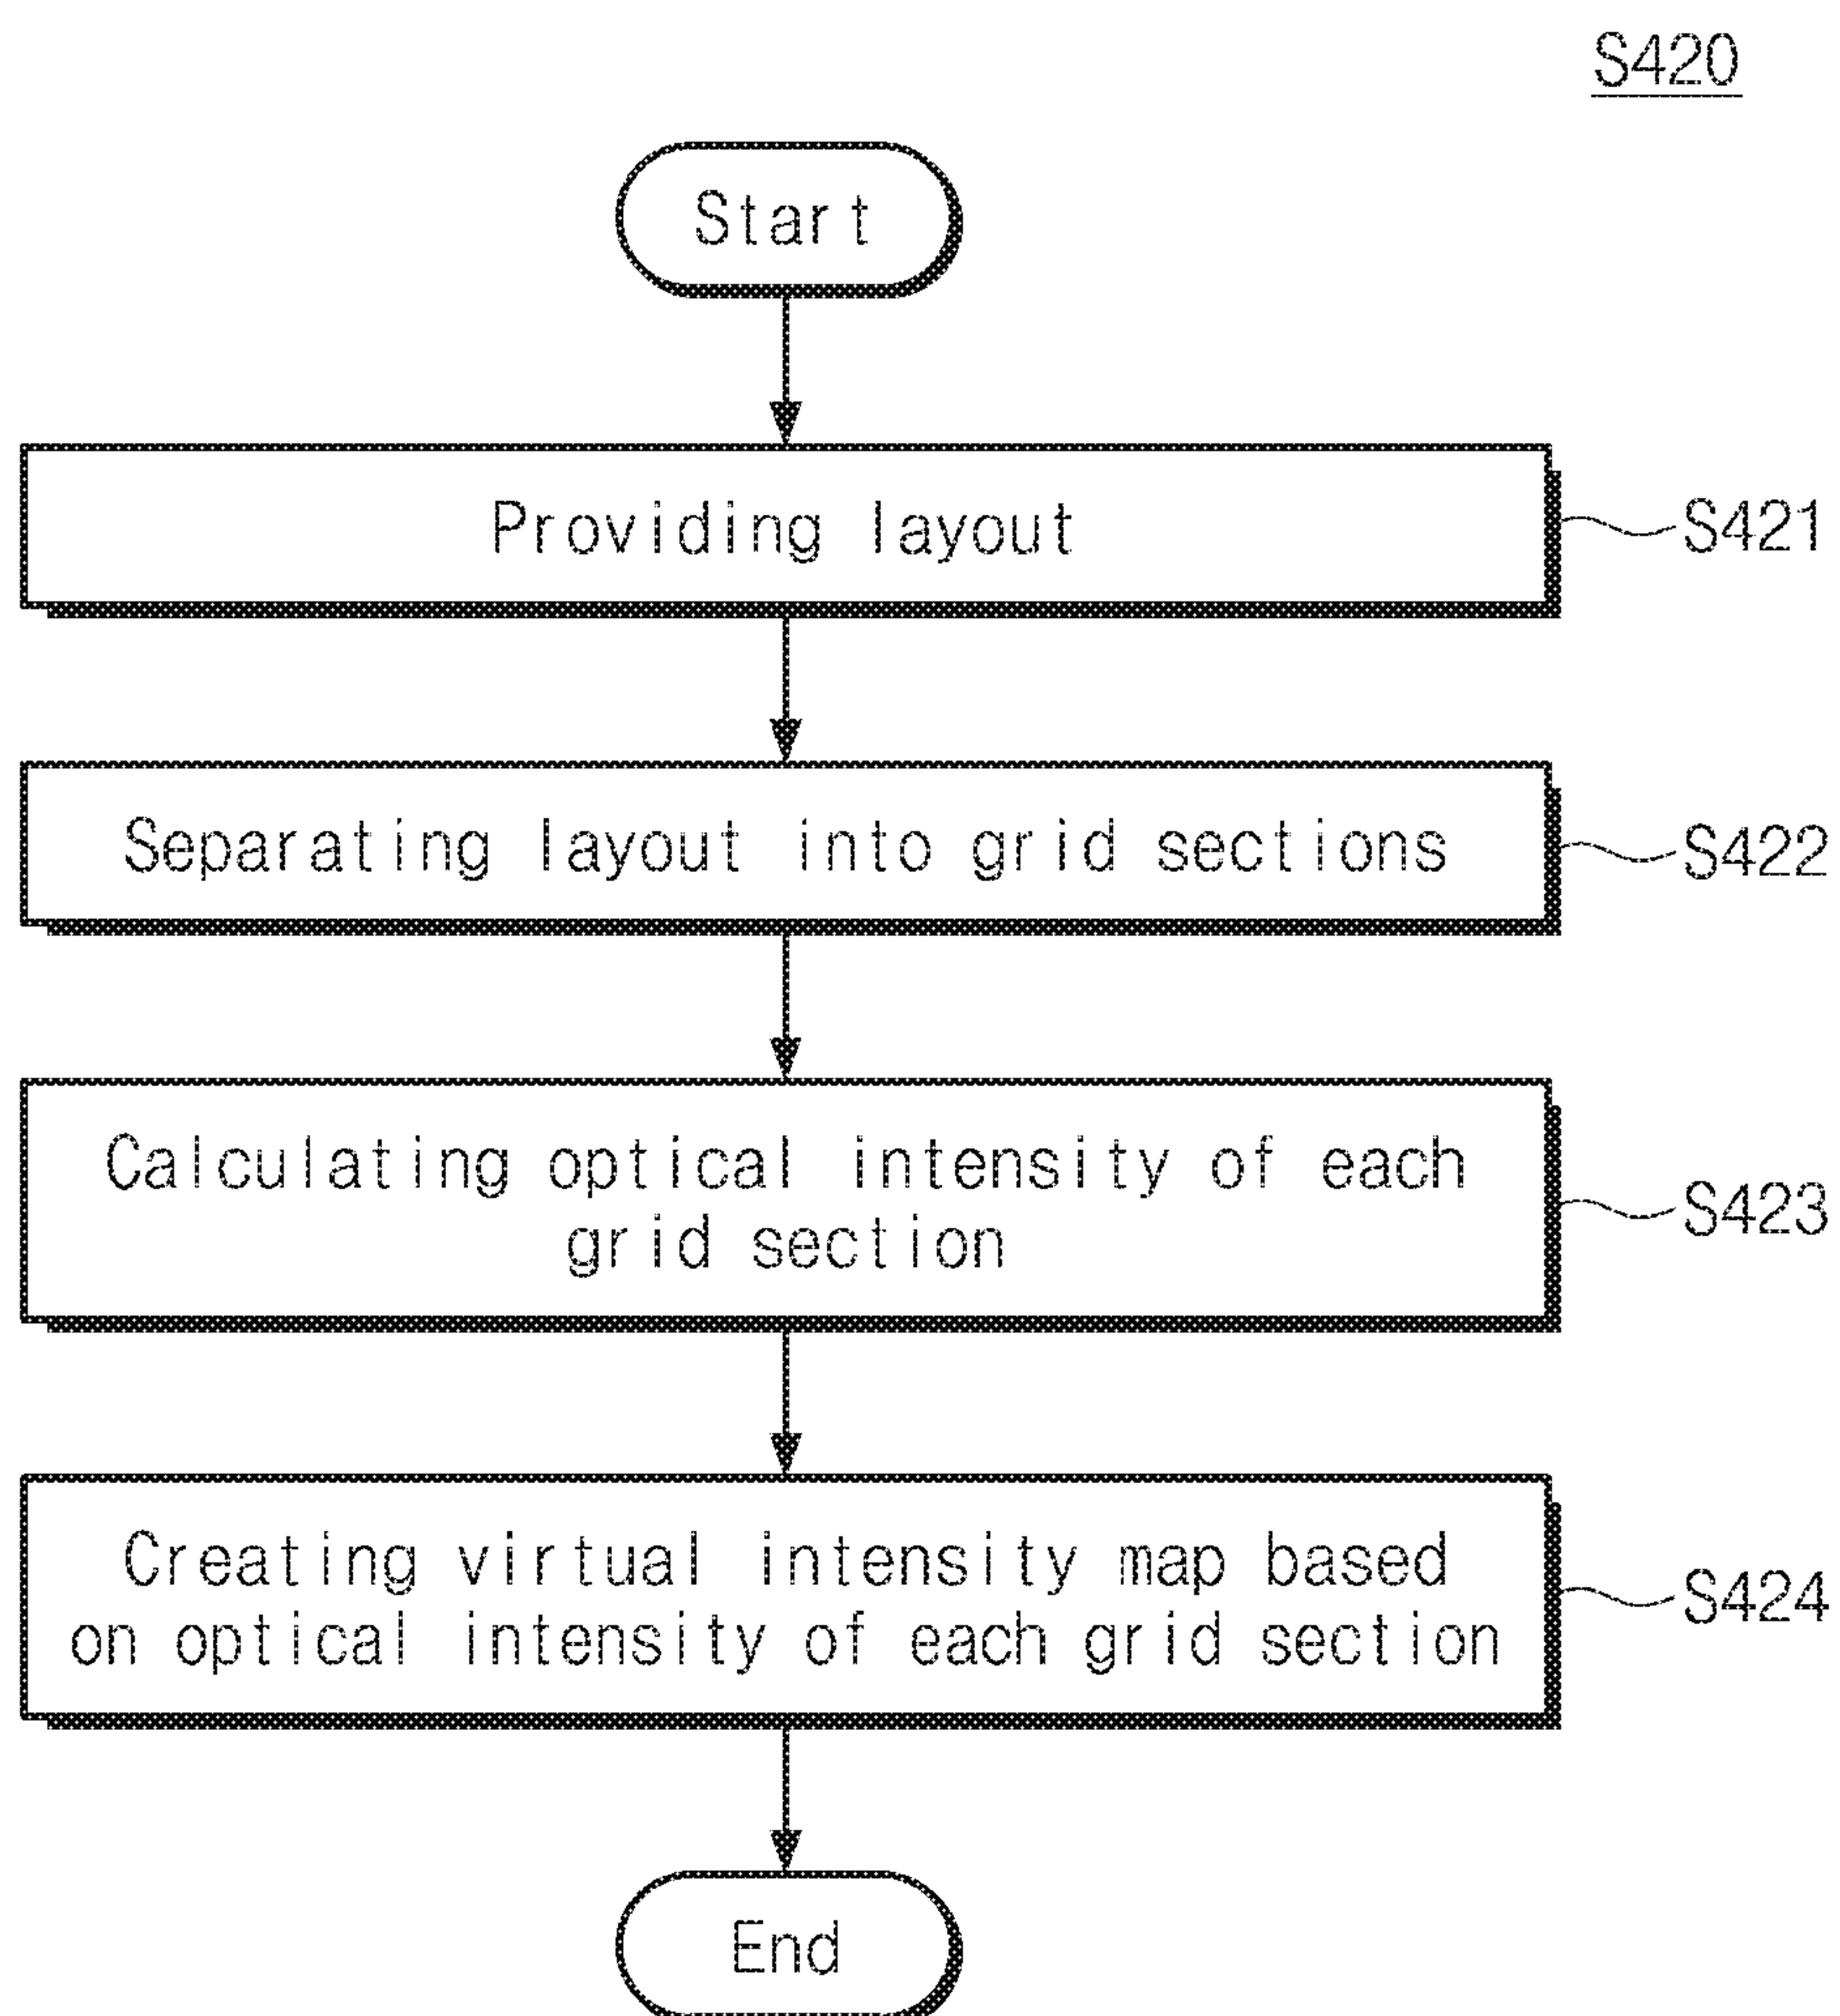 S420
Start
Providing layout
S421
Separating layout into grid sections
S422
Calculating optical intensity of each
grid section
S423
Creating virtual intensity map based
on optical intensity of each grid section
S424
End